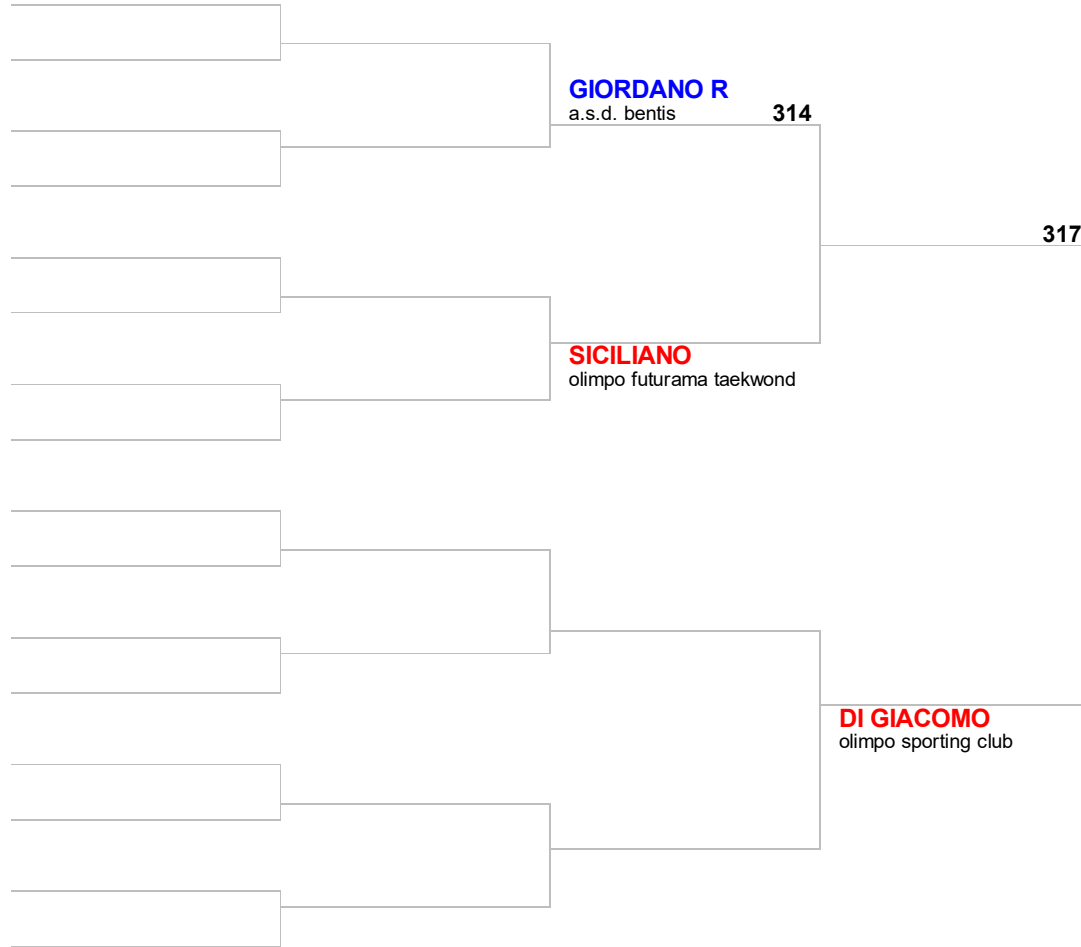 GIORDANO R
a.s.d. bentis
314
317
SICILIANO
olimpo futurama taekwond
DI GIACOMO
olimpo sporting club